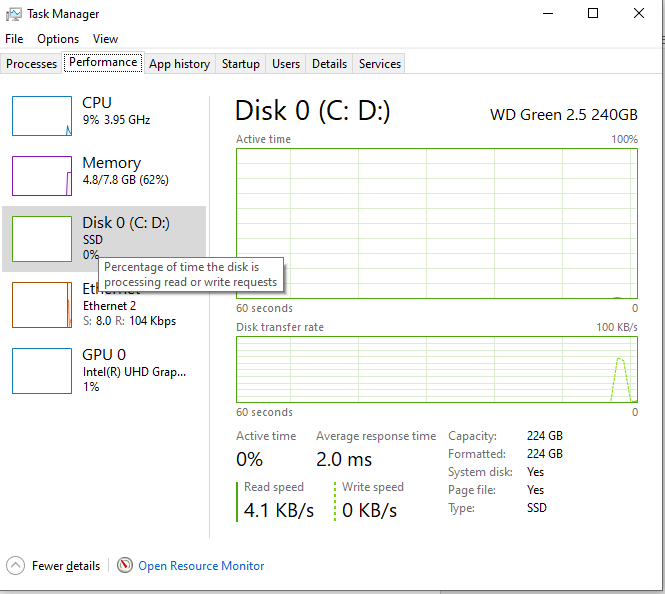 Task Manager
File Options View
Processes Performance App history Startup Users Details Services
CPU
9% 3.95 GHz
Memory
4.8/7.8 GB (62%)
Disk 0 (C: D:)
SSD
0%
Percentage of time the disk is
processing read or write requests
Ethernet
Ethernet 2
S: 8.0 R: 104 Kbps
GPU 0
Intel(R) UHD Grap...
1%
Disk 0 (C: D:)
WD Green 2.5 240GB
Active time 100%
60 seconds 0
Disk transfer rate 100 KB/s
60 seconds 0
Active time
0%
Average response time
2.0 ms
Read speed
4.1 KB/s
Write speed
0 KB/s
Capacity: 224 GB
Formatted: 224 GB
System disk: Yes
Page file: Yes
Type: SSD
Fewer details
Open Resource Monitor